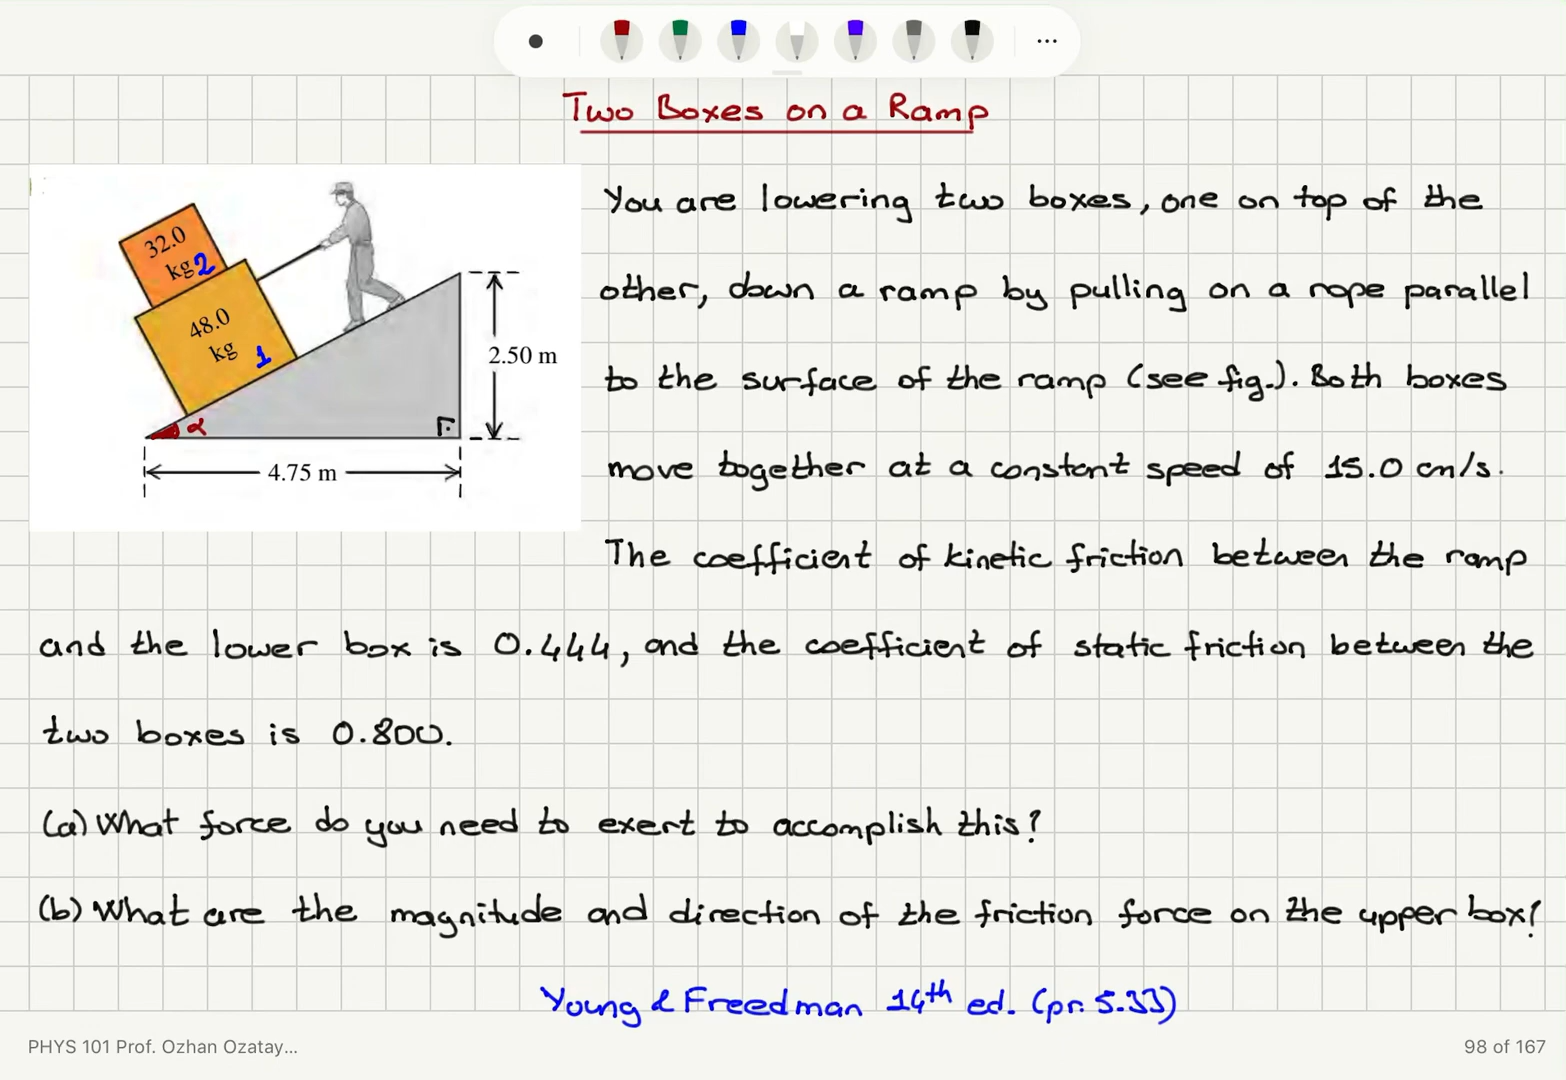 Two Boxes on a Ramp
32.0
kg 2
48.0
kg 1
α
2.50 m
4.75 m
You are lowering two boxes, one on top of the
other, down a ramp by pulling on a rope parallel
to the surface of the ramp (see fig.). Both boxes
move together at a constant speed of 15.0 cm/s.
The coefficient of kinetic friction between the ramp
and the lower box is 0.444, and the coefficient of static friction between the
two boxes is 0.800.
(a) What force do you need to exert to accomplish this?
(b) What are the magnitude and direction of the friction force on the upper box?
Young & Freedman 14th ed. (pr. 5.33)
PHYS 101 Prof. Ozhan Ozatay...
98 of 167